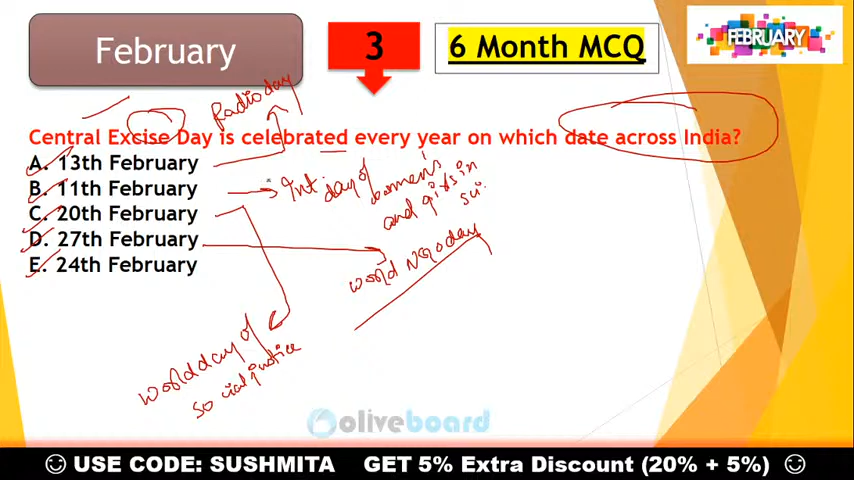 February
3
6 Month MCQ
FEBRUARY
Radio day
Central Excise Day is celebrated every year on which date across India?
A. 13th February
B. 11th February
Int day of women's
and girls in
sci
C. 20th February
D. 27th February
world NGO day
E. 24th February
world day of
social justice
oliveboard
☺ USE CODE: SUSHMITA GET 5% Extra Discount (20% + 5%) ☺